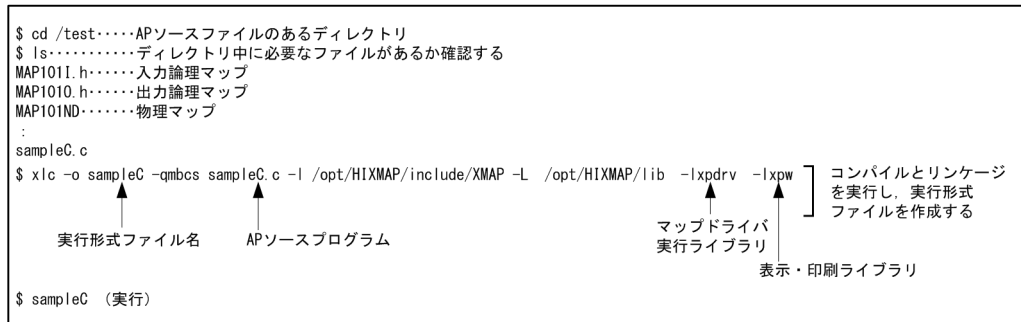 $ cd /test·····APソースファイルのあるディレクトリ
$ ls···········ディレクトリ中に必要なファイルがあるか確認する
MAP101I.h······入力論理マップ
MAP101O.h······出力論理マップ
MAP101ND·······物理マップ
:
sampleC.c
$ xlc -o sampleC -qmbcs sampleC.c -I /opt/HIXMAP/include/XMAP -L /opt/HIXMAP/lib -lxpdrv -lxpw
コンパイルとリンケージ
を実行し，実行形式
ファイルを作成する
実行形式ファイル名 APソースプログラム
マップドライバ
実行ライブラリ
表示・印刷ライブラリ
$ sampleC （実行）